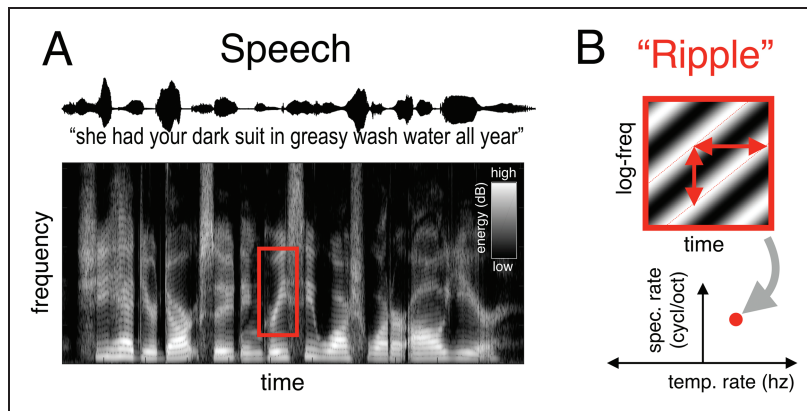 A
Speech
"she had your dark suit in greasy wash water all year"
frequency
high
energy (dB)
low
time
B
"Ripple"
log-freq
time
spec. rate
(cycl/oct)
temp. rate (hz)